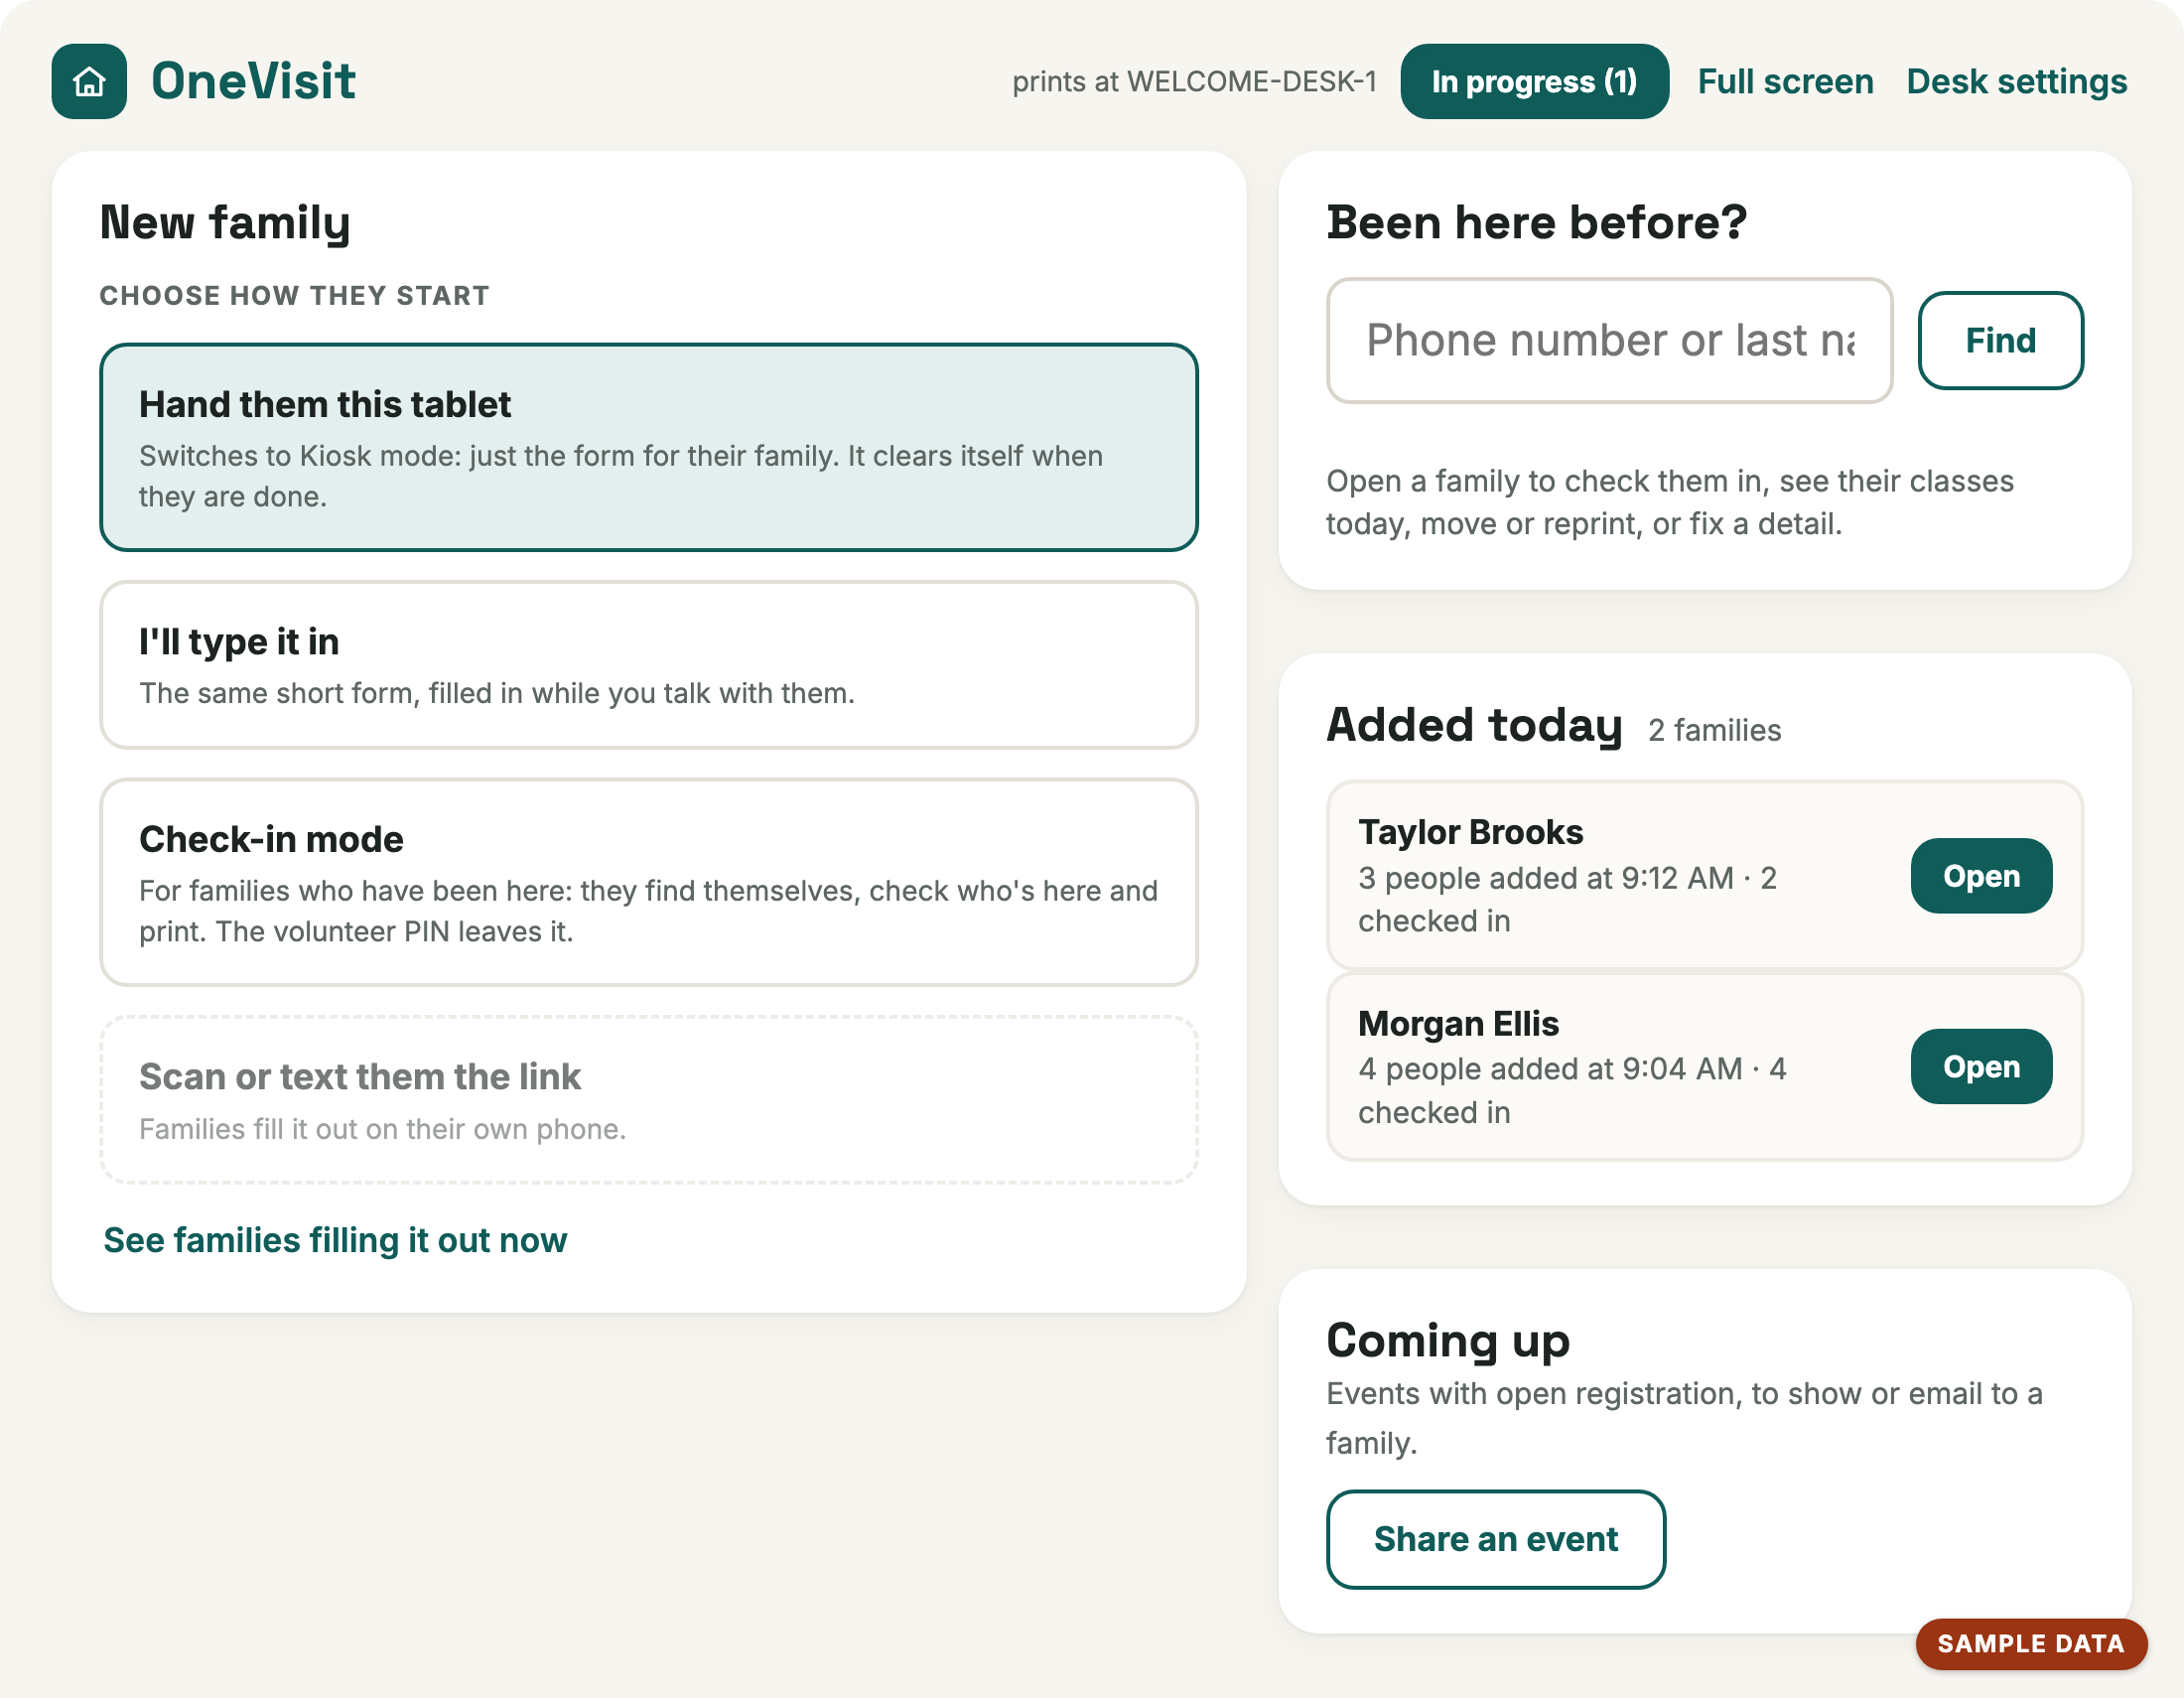 OneVisit
prints at WELCOME-DESK-1
In progress (1)
Full screen
Desk settings
New family
CHOOSE HOW THEY START
Hand them this tablet
Switches to Kiosk mode: just the form for their family. It clears itself when
they are done.
I'll type it in
The same short form, filled in while you talk with them.
Check-in mode
For families who have been here: they find themselves, check who's here and
print. The volunteer PIN leaves it.
Scan or text them the link
Families fill it out on their own phone.
See families filling it out now
Been here before?
Phone number or last na
Find
Open a family to check them in, see their classes
today, move or reprint, or fix a detail.
Added today 2 families
Taylor Brooks
3 people added at 9:12 AM · 2
checked in
Open
Morgan Ellis
4 people added at 9:04 AM · 4
checked in
Open
Coming up
Events with open registration, to show or email to a
family.
Share an event
SAMPLE DATA